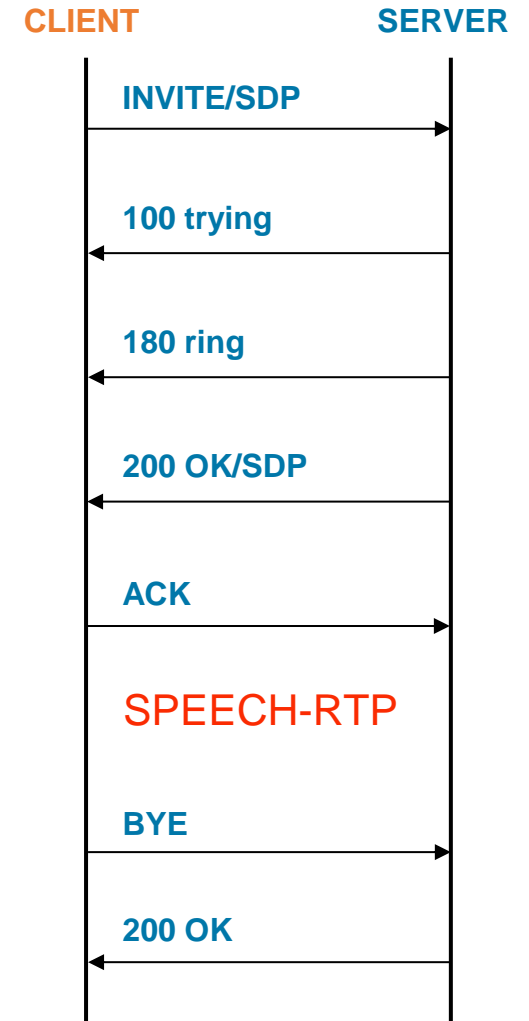 CLIENT SERVER
INVITE/SDP
100 trying
180 ring
200 OK/SDP
ACK
SPEECH-RTP
BYE
200 OK